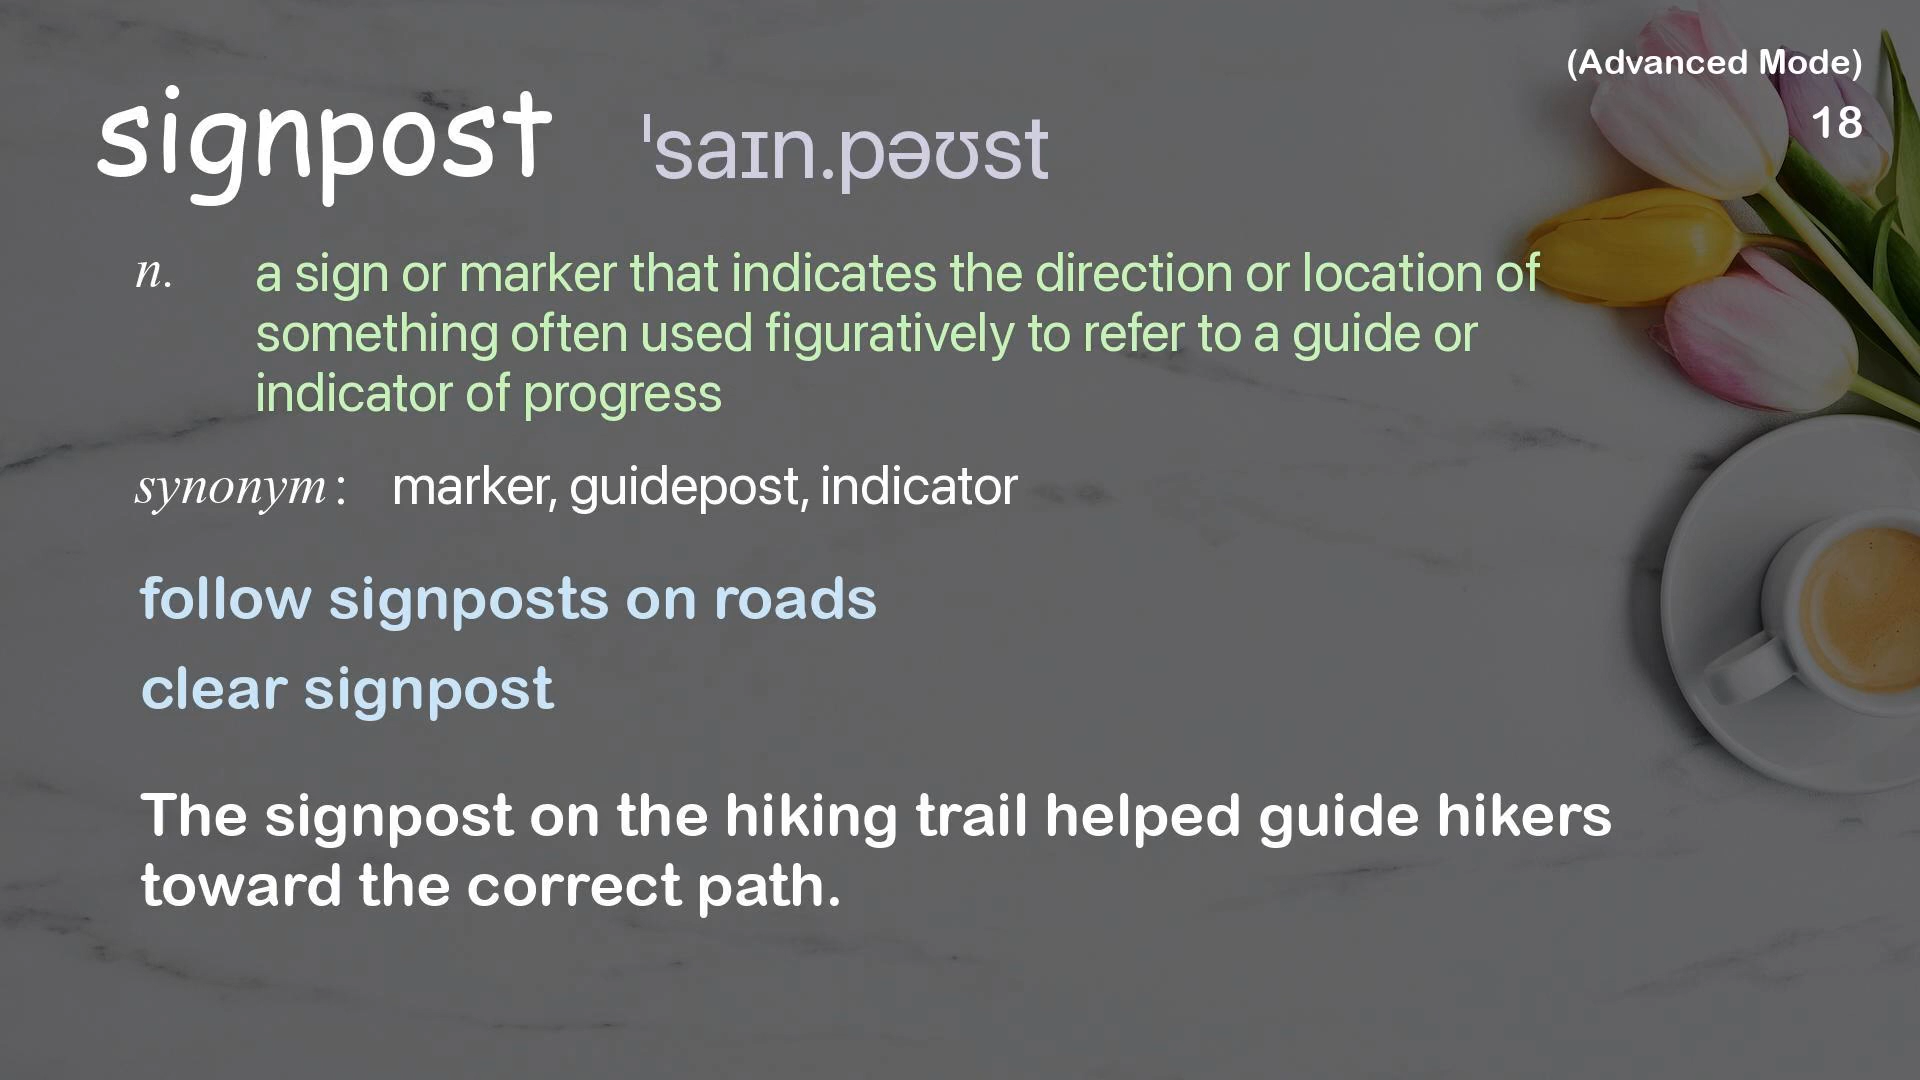 (Advanced Mode)
18
signpost ˈsaɪn.pəʊst
n. a sign or marker that indicates the direction or location of
something often used figuratively to refer to a guide or
indicator of progress
synonym : marker, guidepost, indicator
follow signposts on roads
clear signpost
The signpost on the hiking trail helped guide hikers
toward the correct path.